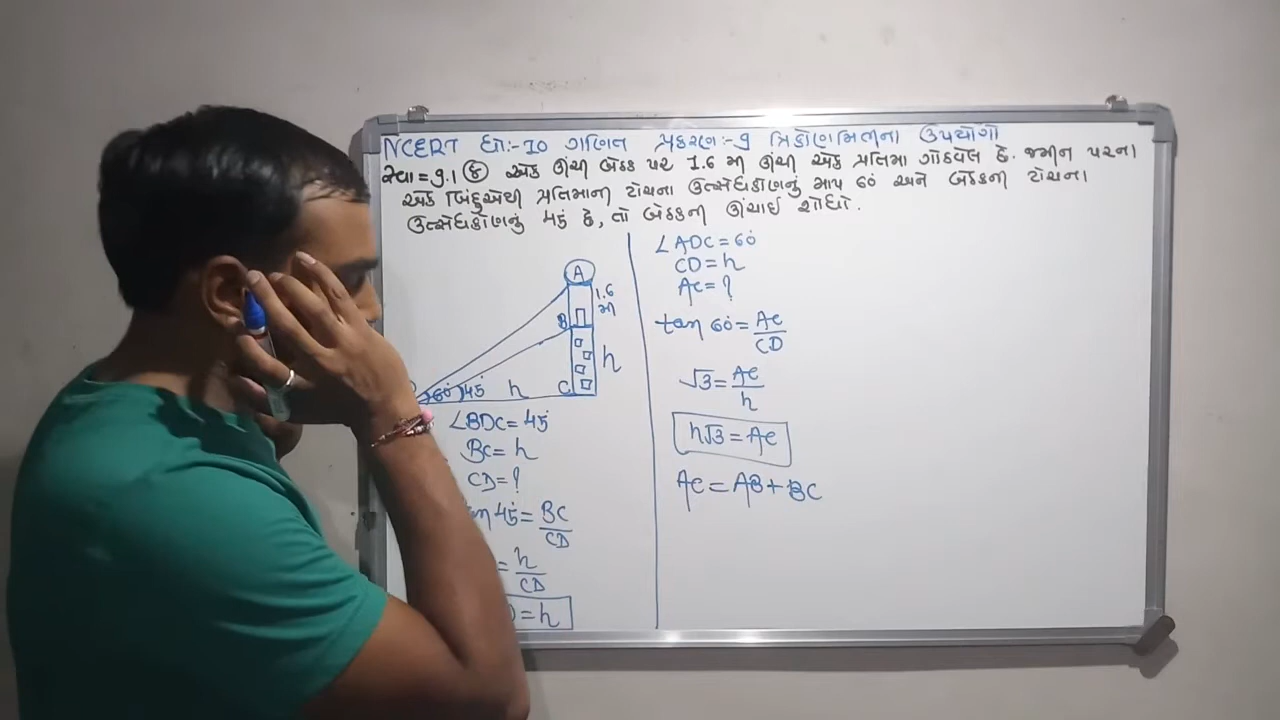 NCERT ધો:-10 ગણિત પ્રકરણ:-9 ત્રિકોણમિતિના ઉપયોગો
સ્વા=9.1 (8) એક ઊંચી બેઠક પર 1.6 મી ઊંચી એક પ્રતિમા ગોઠવેલ છે. જમીન પરના
એક બિંદુએથી પ્રતિમાની ટોચના ઉત્સેધકોણનું માપ 60° અને બેઠકની ટોચના
ઉત્સેધકોણનું 45° છે, તો બેઠકની ઊંચાઈ શોધો.
A
1.6 મી
B
h
60° 45° h C
∠BDC = 45°
BC = h
CD = ?
45° = BC/CD
= h/CD
= h
∠ADC = 60°
CD = h
AC = ?
tan 60° = AC/CD
√3 = AC/h
h√3 = AC
AC = AB + BC